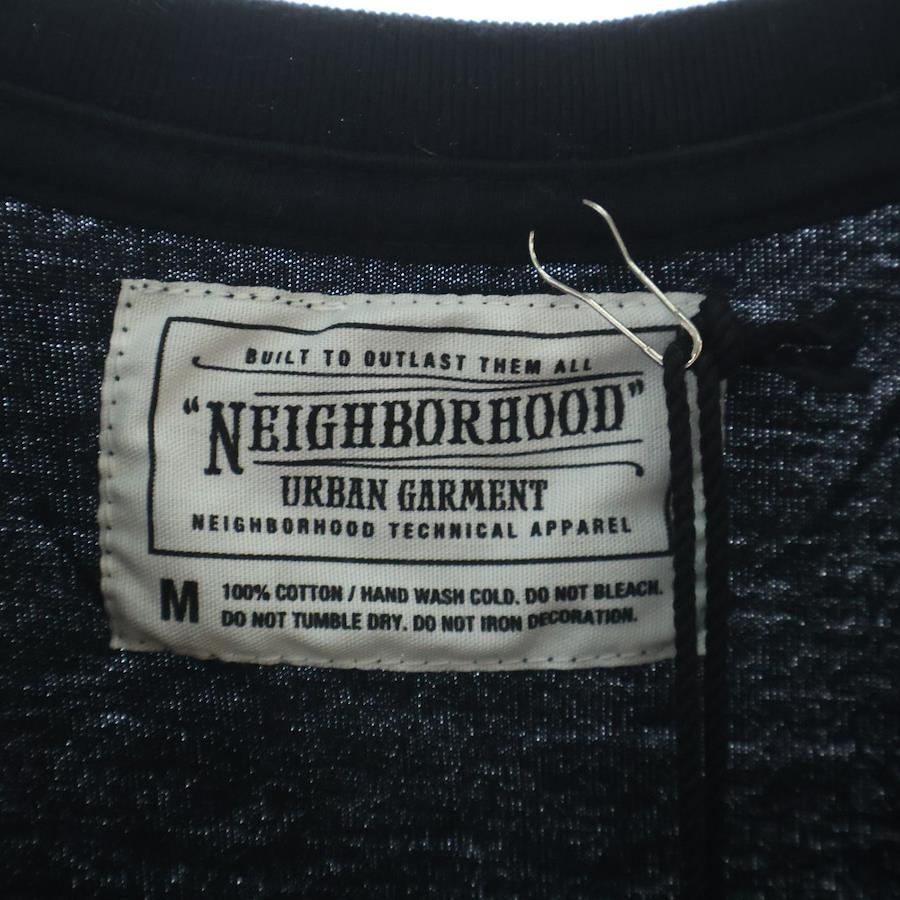 BUILT TO OUTLAST THEM ALL
"NEIGHBORHOOD"
URBAN GARMENT
NEIGHBORHOOD TECHNICAL APPAREL
M 100% COTTON / HAND WASH COLD. DO NOT BLEACH.
DO NOT TUMBLE DRY. DO NOT IRON DECORATION.